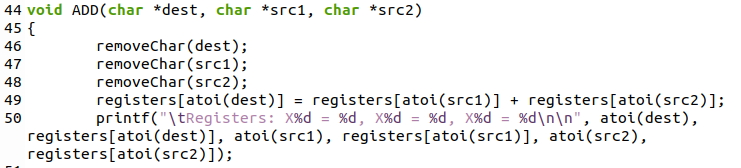 44 void ADD(char *dest, char *src1, char *src2)
45 {
46         removeChar(dest);
47         removeChar(src1);
48         removeChar(src2);
49         registers[atoi(dest)] = registers[atoi(src1)] + registers[atoi(src2)];
50         printf("\tRegisters: X%d = %d, X%d = %d, X%d = %d\n\n", atoi(dest),
registers[atoi(dest)], atoi(src1), registers[atoi(src1)], atoi(src2),
registers[atoi(src2)]);